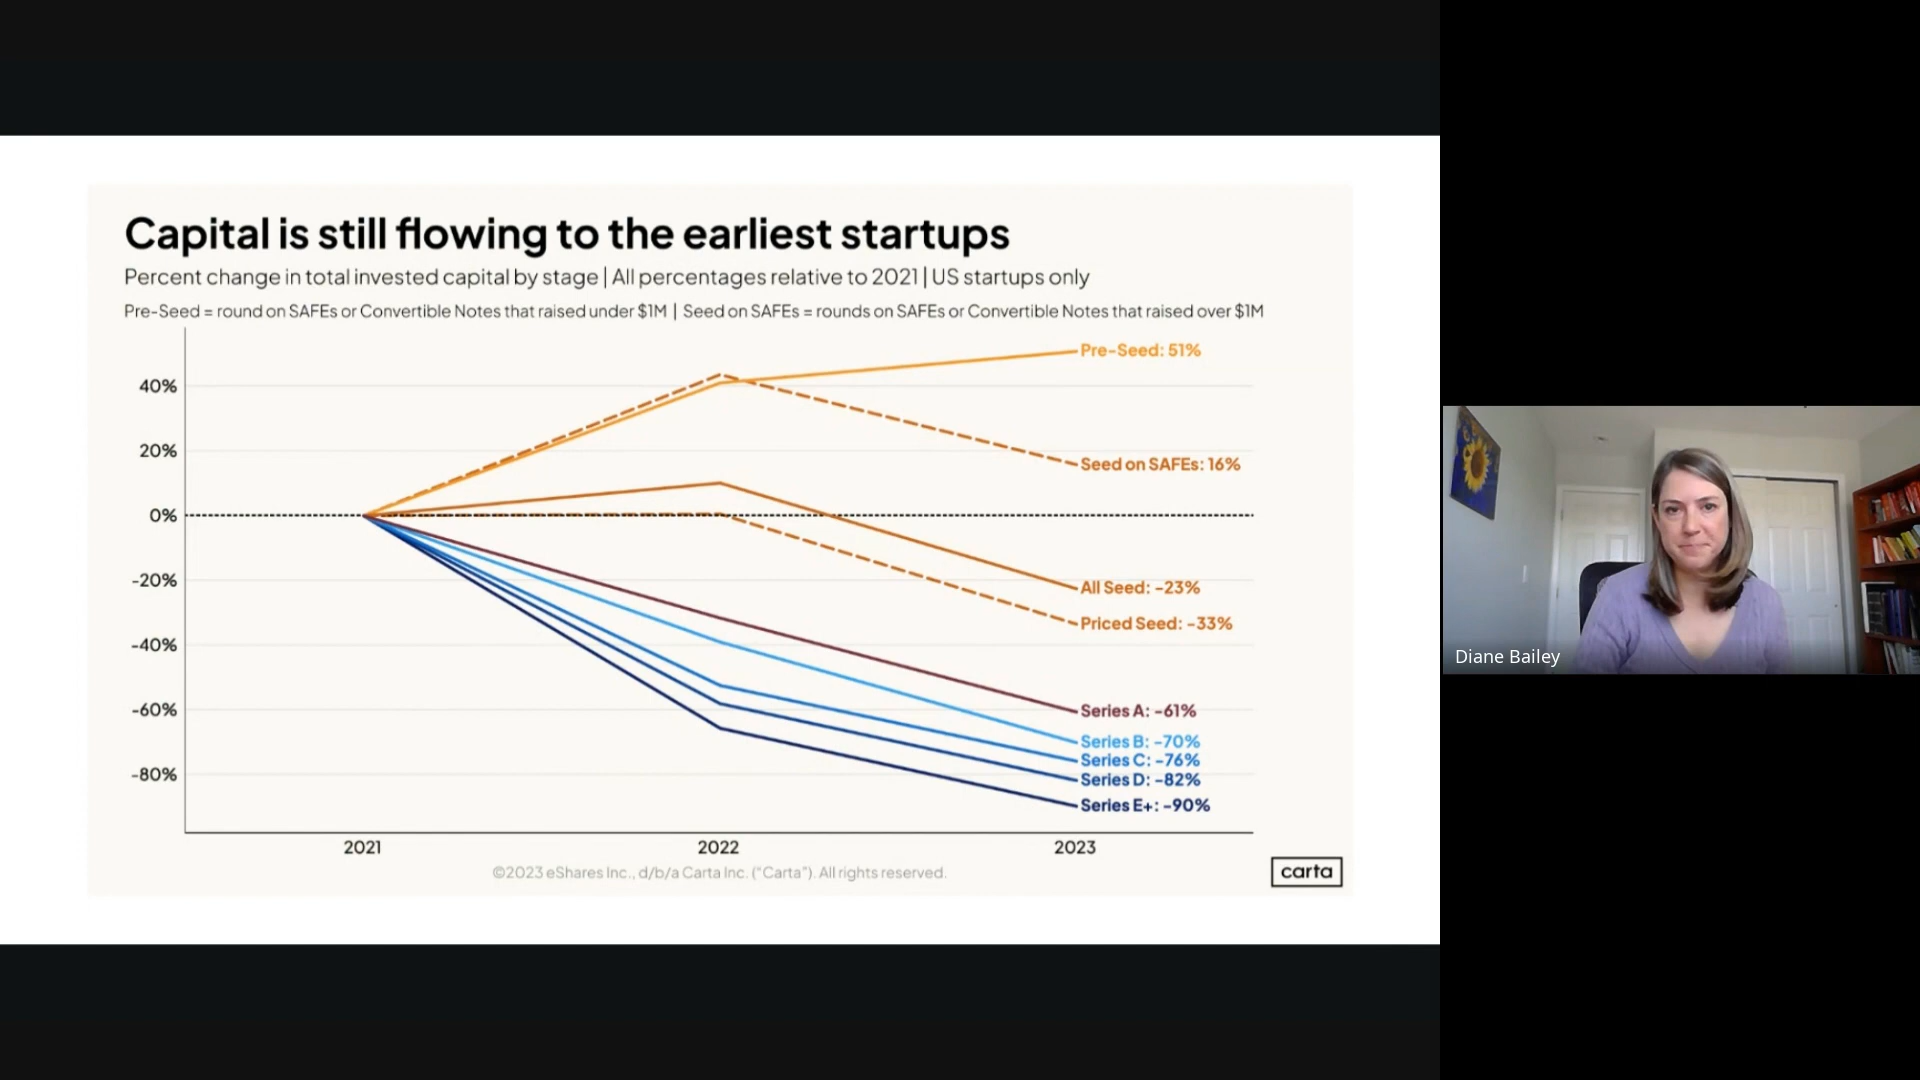 Capital is still flowing to the earliest startups
Percent change in total invested capital by stage | All percentages relative to 2021 | US startups only
Pre-Seed = round on SAFEs or Convertible Notes that raised under $1M | Seed on SAFEs = rounds on SAFEs or Convertible Notes that raised over $1M
Pre-Seed: 51%
40%
20%
Seed on SAFEs: 16%
0%
-20%
All Seed: -23%
Priced Seed: -33%
-40%
-60%
Series A: -61%
Series B: -70%
Series C: -76%
-80%
Series D: -82%
Series E+: -90%
2021
2022
2023
©2023 eShares Inc., d/b/a Carta Inc. ("Carta"). All rights reserved.
carta
Diane Bailey